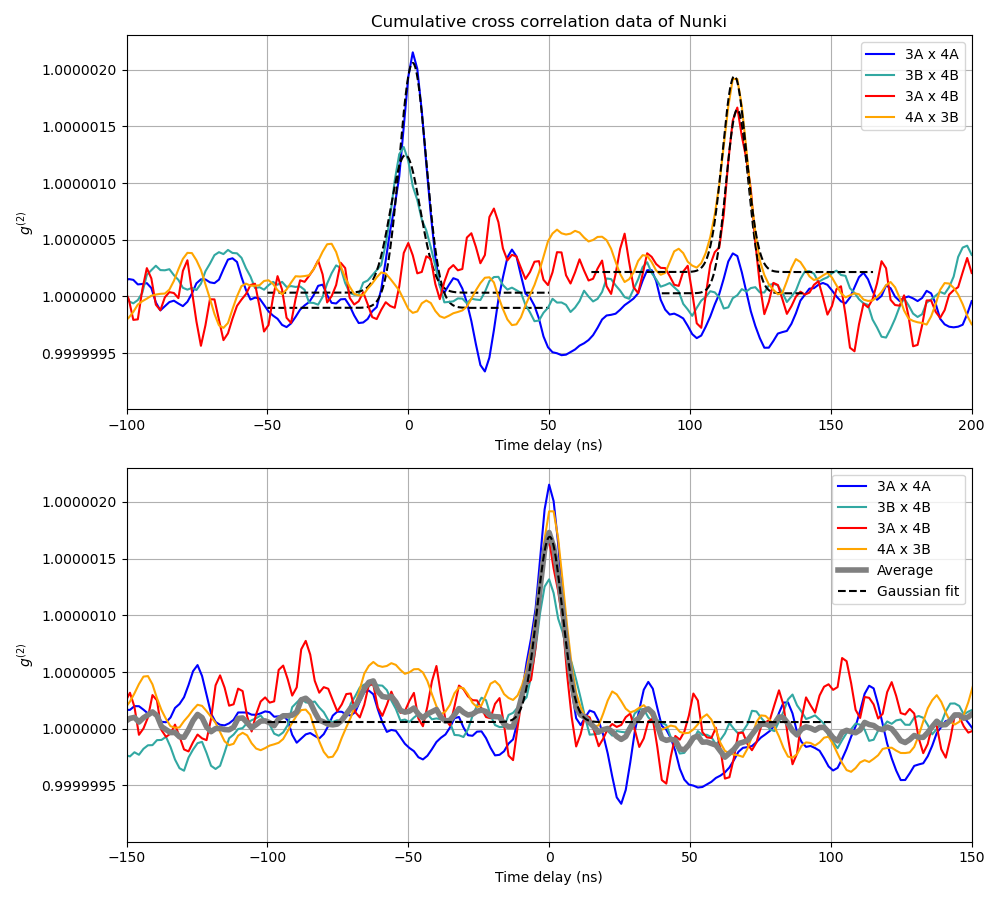 Cumulative cross correlation data of Nunki
g^{(2)}
1.0000020
1.0000015
1.0000010
1.0000005
1.0000000
0.9999995
3A x 4A
3B x 4B
3A x 4B
4A x 3B
−100 −50 0 50 100 150 200
Time delay (ns)
g^{(2)}
1.0000020
1.0000015
1.0000010
1.0000005
1.0000000
0.9999995
3A x 4A
3B x 4B
3A x 4B
4A x 3B
Average
Gaussian fit
−150 −100 −50 0 50 100 150
Time delay (ns)